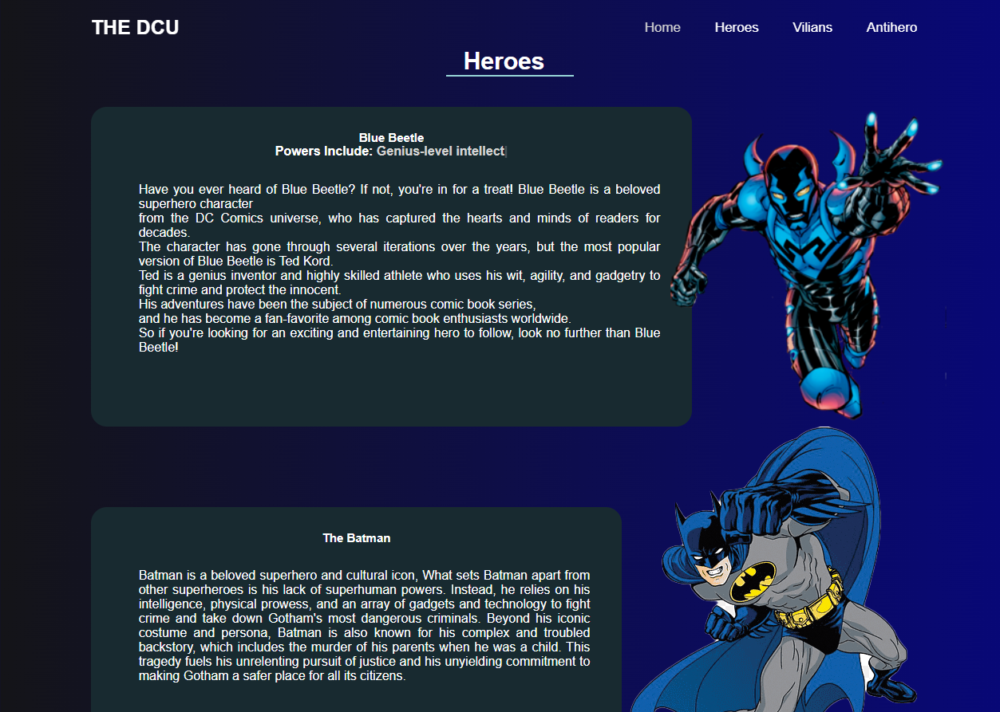 THE DCU
Home Heroes Vilians Antihero
Heroes
Blue Beetle
Powers Include: Genius-level intellect|
Have you ever heard of Blue Beetle? If not, you're in for a treat! Blue Beetle is a beloved
superhero character
from the DC Comics universe, who has captured the hearts and minds of readers for
decades.
The character has gone through several iterations over the years, but the most popular
version of Blue Beetle is Ted Kord.
Ted is a genius inventor and highly skilled athlete who uses his wit, agility, and gadgetry to
fight crime and protect the innocent.
His adventures have been the subject of numerous comic book series,
and he has become a fan-favorite among comic book enthusiasts worldwide.
So if you're looking for an exciting and entertaining hero to follow, look no further than Blue
Beetle!
The Batman
Batman is a beloved superhero and cultural icon, What sets Batman apart from
other superheroes is his lack of superhuman powers. Instead, he relies on his
intelligence, physical prowess, and an array of gadgets and technology to fight
crime and take down Gotham's most dangerous criminals. Beyond his iconic
costume and persona, Batman is also known for his complex and troubled
backstory, which includes the murder of his parents when he was a child. This
tragedy fuels his unrelenting pursuit of justice and his unyielding commitment to
making Gotham a safer place for all its citizens.